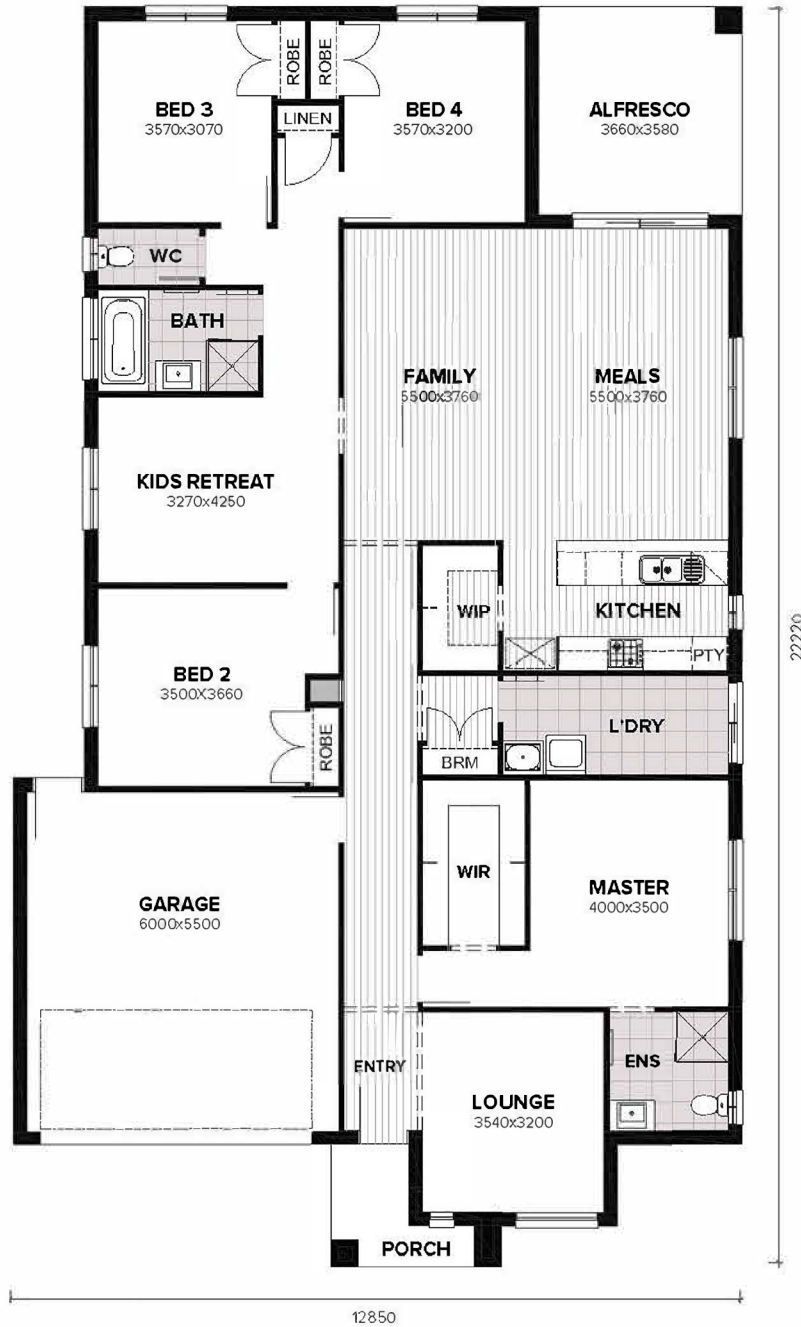 ROBE
ROBE
BED 3
3570x3070
BED 4
3570x3200
ALFRESCO
3660x3580
LINEN
WC
BATH
FAMILY
5500x3760
MEALS
5500x3760
KIDS RETREAT
3270x4250
WIP
KITCHEN
22220
PTY
BED 2
3500X3660
L'DRY
ROBE
BRM
WIR
MASTER
4000x3500
GARAGE
6000x5500
ENTRY
ENS
LOUNGE
3540x3200
PORCH
12850